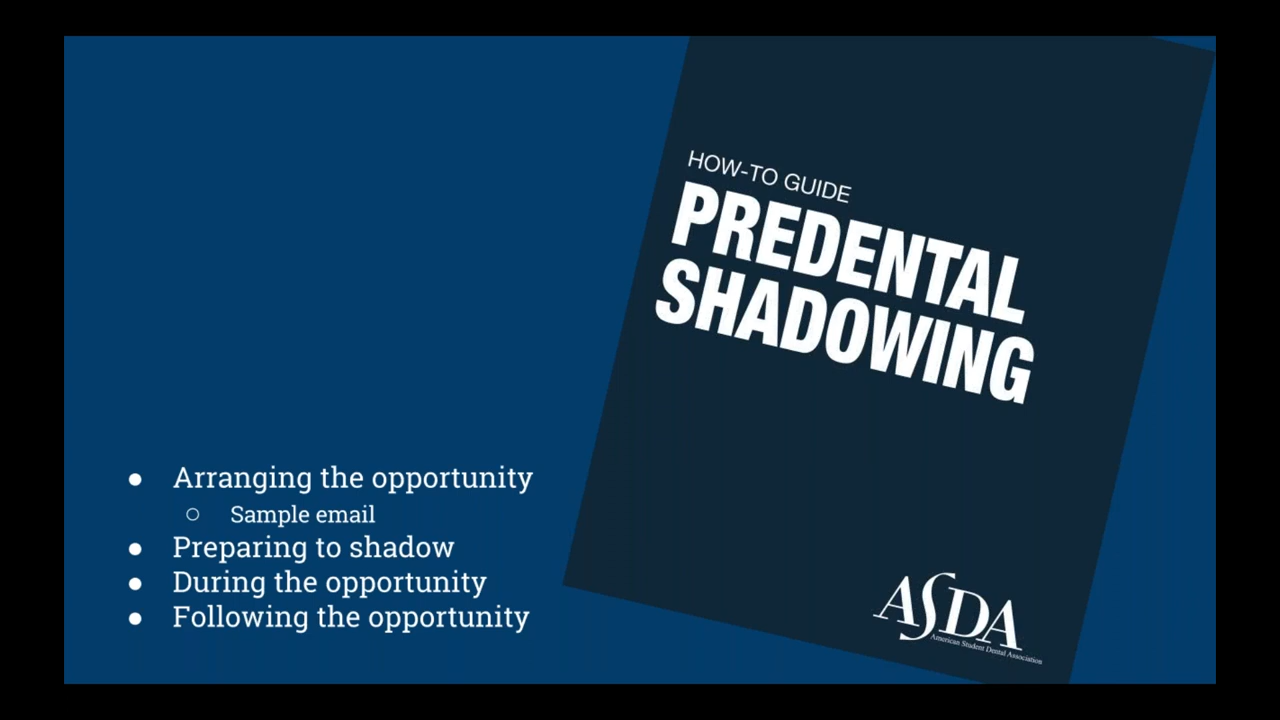 HOW-TO GUIDE
PREDENTAL
SHADOWING
● Arranging the opportunity
○ Sample email
● Preparing to shadow
● During the opportunity
● Following the opportunity
ASDA
American Student Dental Association